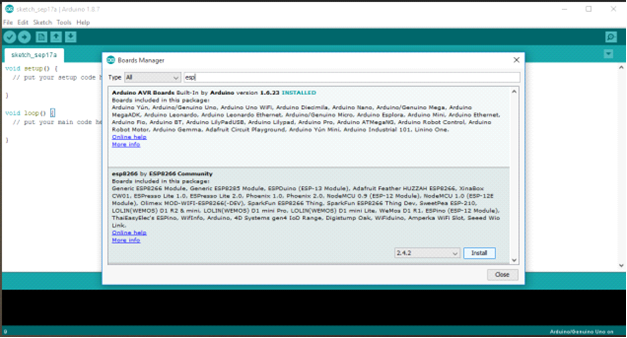 sketch_sep17a | Arduino 1.8.7
File Edit Sketch Tools Help
sketch_sep17a
void setup() {
// put your setup code h
}
void loop() {
// put your main code he
}
Boards Manager
Type All esp
Arduino AVR Boards Built-In by Arduino version 1.6.23 INSTALLED
Boards included in this package:
Arduino Yún, Arduino/Genuino Uno, Arduino Uno WiFi, Arduino Diecimila, Arduino Nano, Arduino/Genuino Mega, Arduino
MegaADK, Arduino Leonardo, Arduino Leonardo Ethernet, Arduino/Genuino Micro, Arduino Esplora, Arduino Mini, Arduino Ethernet,
Arduino Fio, Arduino BT, Arduino LilyPadUSB, Arduino Lilypad, Arduino Pro, Arduino ATMegaNG, Arduino Robot Control, Arduino
Robot Motor, Arduino Gemma, Adafruit Circuit Playground, Arduino Yún Mini, Arduino Industrial 101, Linino One.
Online help
More info
esp8266 by ESP8266 Community
Boards included in this package:
Generic ESP8266 Module, Generic ESP8285 Module, ESPDuino (ESP-13 Module), Adafruit Feather HUZZAH ESP8266, XinaBox
CW01, ESPresso Lite 1.0, ESPresso Lite 2.0, Phoenix 1.0, Phoenix 2.0, NodeMCU 0.9 (ESP-12 Module), NodeMCU 1.0 (ESP-12E
Module), Olimex MOD-WIFI-ESP8266(-DEV), SparkFun ESP8266 Thing, SparkFun ESP8266 Thing Dev, SweetPea ESP-210,
LOLIN(WEMOS) D1 R2 & mini, LOLIN(WEMOS) D1 mini Pro, LOLIN(WEMOS) D1 mini Lite, WeMos D1 R1, ESPino (ESP-12 Module),
ThaiEasyElec's ESPino, WifInfo, Arduino, 4D Systems gen4 IoD Range, Digistump Oak, WiFiduino, Amperka WiFi Slot, Seeed Wio
Link.
Online help
More info
2.4.2 Install
Close
9 Arduino/Genuino Uno on